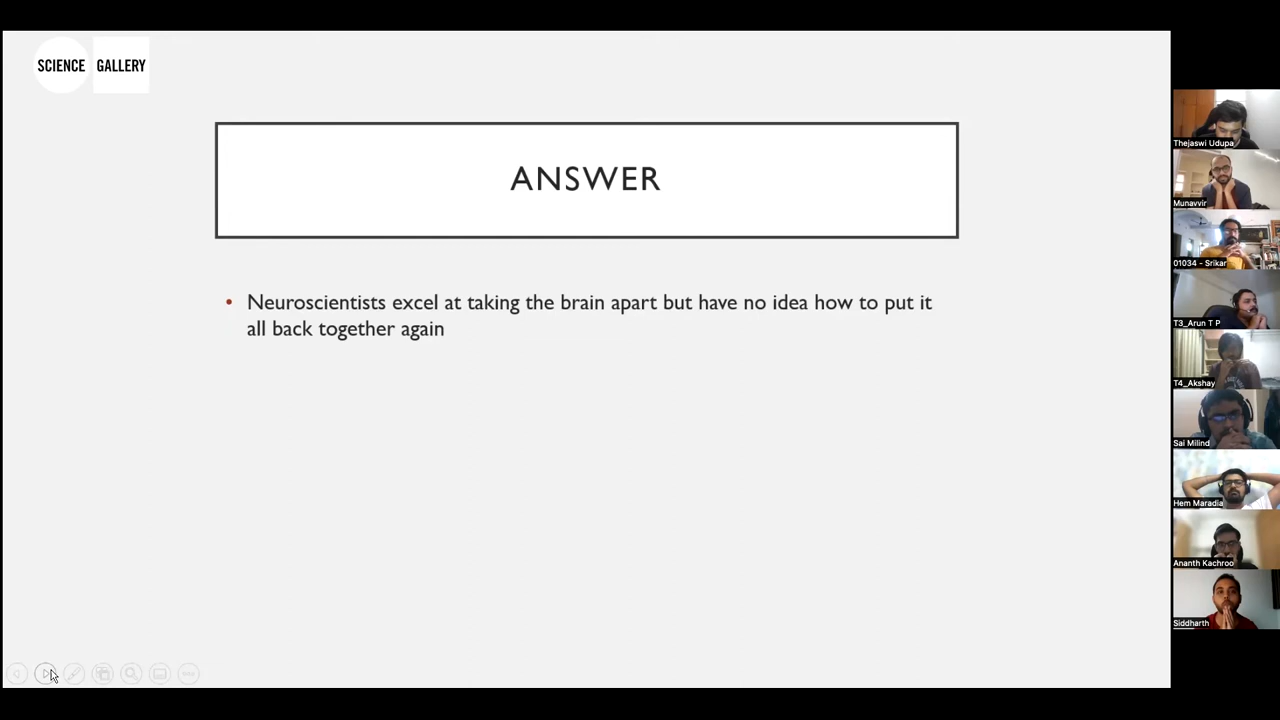 SCIENCE GALLERY
ANSWER
• Neuroscientists excel at taking the brain apart but have no idea how to put it
all back together again
Thejaswi Udupa
Munavvir
01034 - Srikar
T3_Arun T P
T4_Akshay
Sai Milind
Hem Maradia
Ananth Kachroo
Siddharth